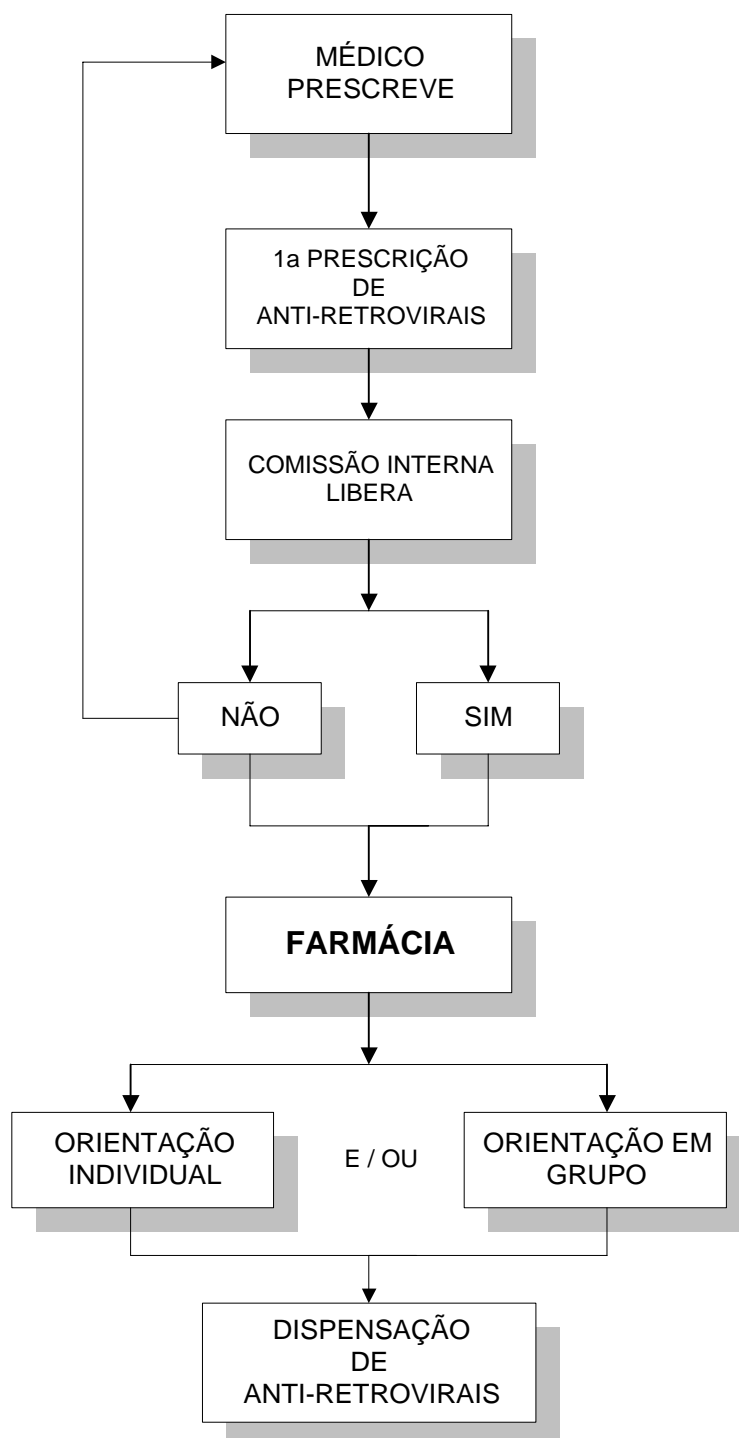 MÉDICO
PRESCREVE
1a PRESCRIÇÃO
DE
ANTI-RETROVIRAIS
COMISSÃO INTERNA
LIBERA
NÃO
SIM
FARMÁCIA
ORIENTAÇÃO
INDIVIDUAL
E / OU
ORIENTAÇÃO EM
GRUPO
DISPENSAÇÃO
DE
ANTI-RETROVIRAIS